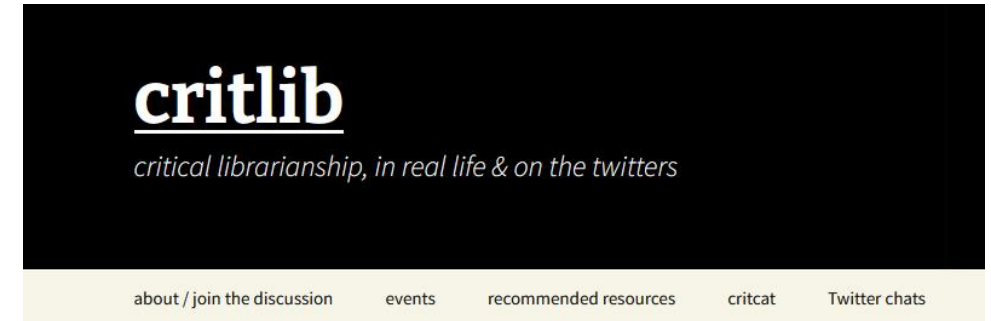 critlib
critical librarianship, in real life & on the twitters
about / join the discussion events recommended resources critcat Twitter chats